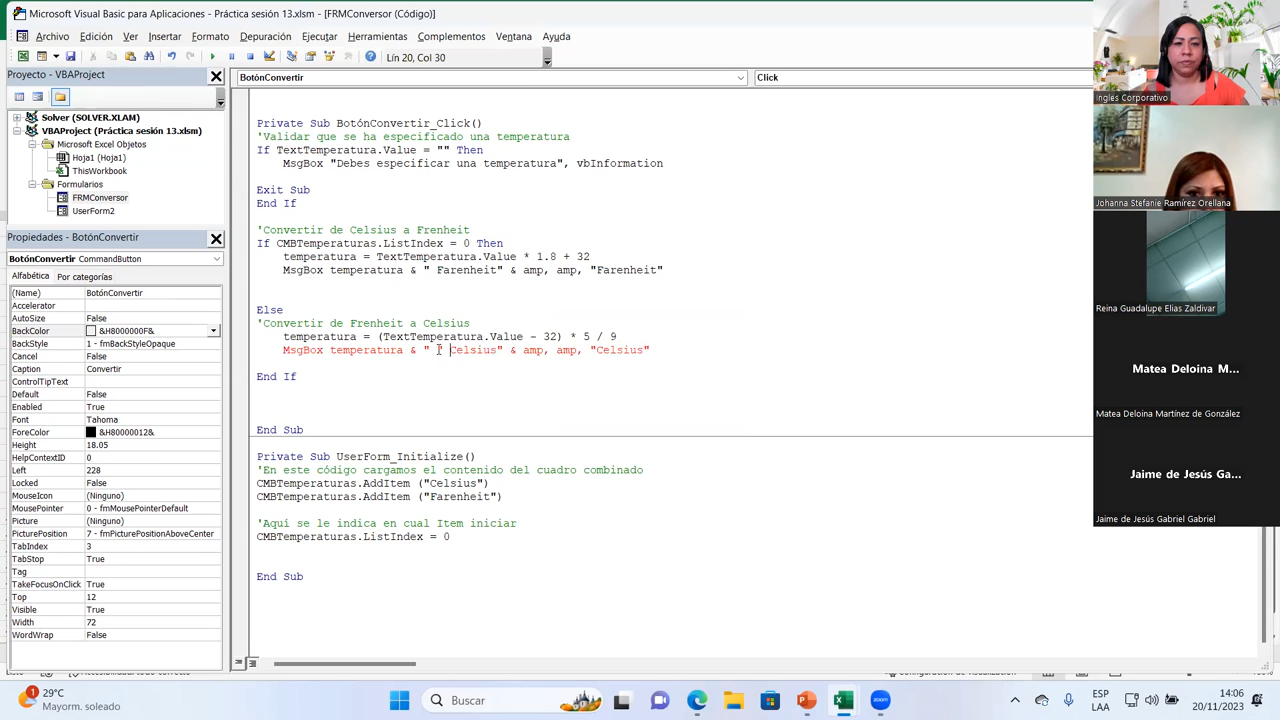 Microsoft Visual Basic para Aplicaciones - Práctica sesión 13.xlsm - [FRMConversor (Código)]
Archivo Edición Ver Insertar Formato Depuración Ejecutar Herramientas Complementos Ventana Ayuda
Lín 20, Col 30
Proyecto - VBAProject
Solver (SOLVER.XLAM)
VBAProject (Práctica sesión 13.xlsm)
Microsoft Excel Objetos
Hoja1 (Hoja1)
ThisWorkbook
Formularios
FRMConversor
UserForm2
Propiedades - BotónConvertir
BotónConvertir CommandButton
Alfabética Por categorías
(Name) BotónConvertir
Accelerator
AutoSize False
BackColor &H8000000F&
BackStyle 1 - fmBackStyleOpaque
Cancel False
Caption Convertir
ControlTipText
Default False
Enabled True
Font Tahoma
ForeColor &H80000012&
Height 18.05
HelpContextID 0
Left 228
Locked False
MouseIcon (Ninguno)
MousePointer 0 - fmMousePointerDefault
Picture (Ninguno)
PicturePosition 7 - fmPicturePositionAboveCenter
TabIndex 3
TabStop True
Tag
TakeFocusOnClick True
Top 12
Visible True
Width 72
WordWrap False
BotónConvertir Click
Private Sub BotónConvertir_Click()
'Validar que se ha especificado una temperatura
If TextTemperatura.Value = "" Then
MsgBox "Debes especificar una temperatura", vbInformation
Exit Sub
End If
'Convertir de Celsius a Frenheit
If CMBTemperaturas.ListIndex = 0 Then
temperatura = TextTemperatura.Value * 1.8 + 32
MsgBox temperatura & " Farenheit" & amp, amp, "Farenheit"
Else
'Convertir de Frenheit a Celsius
temperatura = (TextTemperatura.Value - 32) * 5 / 9
MsgBox temperatura & " " Celsius" & amp, amp, "Celsius"
End If
End Sub
Private Sub UserForm_Initialize()
'En este código cargamos el contenido del cuadro combinado
CMBTemperaturas.AddItem ("Celsius")
CMBTemperaturas.AddItem ("Farenheit")
'Aquí se le indica en cual Item iniciar
CMBTemperaturas.ListIndex = 0
End Sub
Inglés Corporativo
Johanna Stefanie Ramírez Orellana
Reina Guadalupe Elias Zaldivar
Matea Deloina M...
Matea Deloina Martínez de González
Jaime de Jesús Ga...
Jaime de Jesús Gabriel Gabriel
1
29°C
Mayorm. soleado
Buscar
zoom
ESP
LAA
14:06
20/11/2023